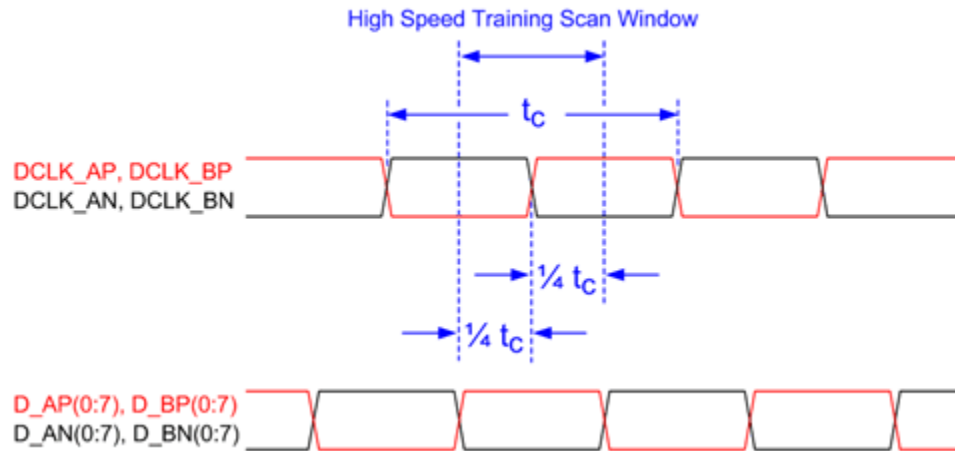 High Speed Training Scan Window
tC
DCLK_AP, DCLK_BP
DCLK_AN, DCLK_BN
¼ tC
¼ tC
D_AP(0:7), D_BP(0:7)
D_AN(0:7), D_BN(0:7)